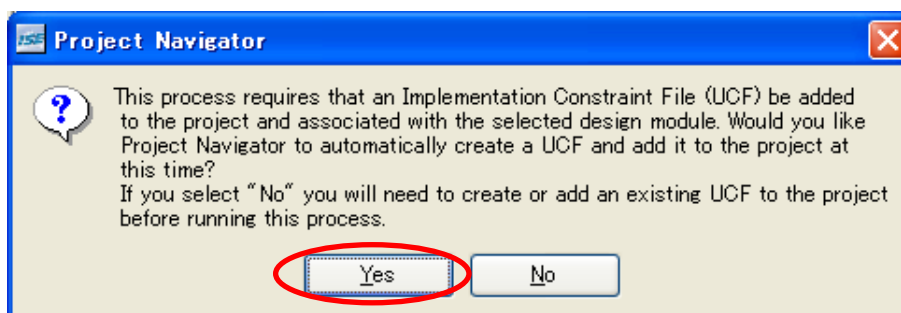 ISE Project Navigator
?
This process requires that an Implementation Constraint File (UCF) be added
to the project and associated with the selected design module. Would you like
Project Navigator to automatically create a UCF and add it to the project at
this time?
If you select "No" you will need to create or add an existing UCF to the project
before running this process.
Yes No